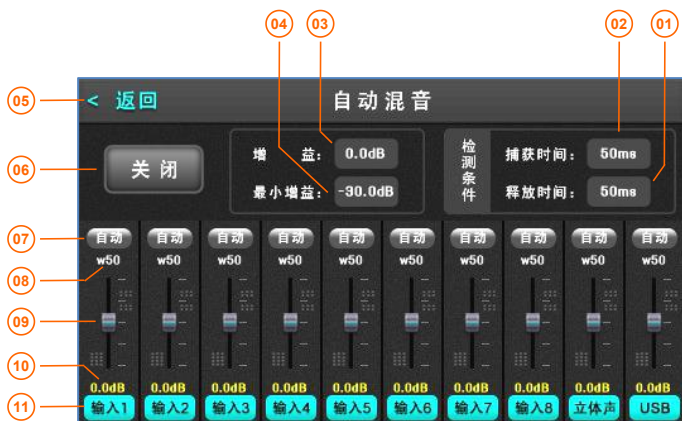 04 03 02 01
05 < 返回 自动混音
06 关闭 增 益： 0.0dB 检测条件 捕获时间： 50ms
最小增益： -90.0dB 释放时间： 50ms
07 自动 自动 自动 自动 自动 自动 自动 自动 自动 自动
08 w50 w50 w50 w50 w50 w50 w50 w50 w50 w50
09
10 0.0dB 0.0dB 0.0dB 0.0dB 0.0dB 0.0dB 0.0dB 0.0dB 0.0dB 0.0dB
11 输入1 输入2 输入3 输入4 输入5 输入6 输入7 输入8 立体声 USB